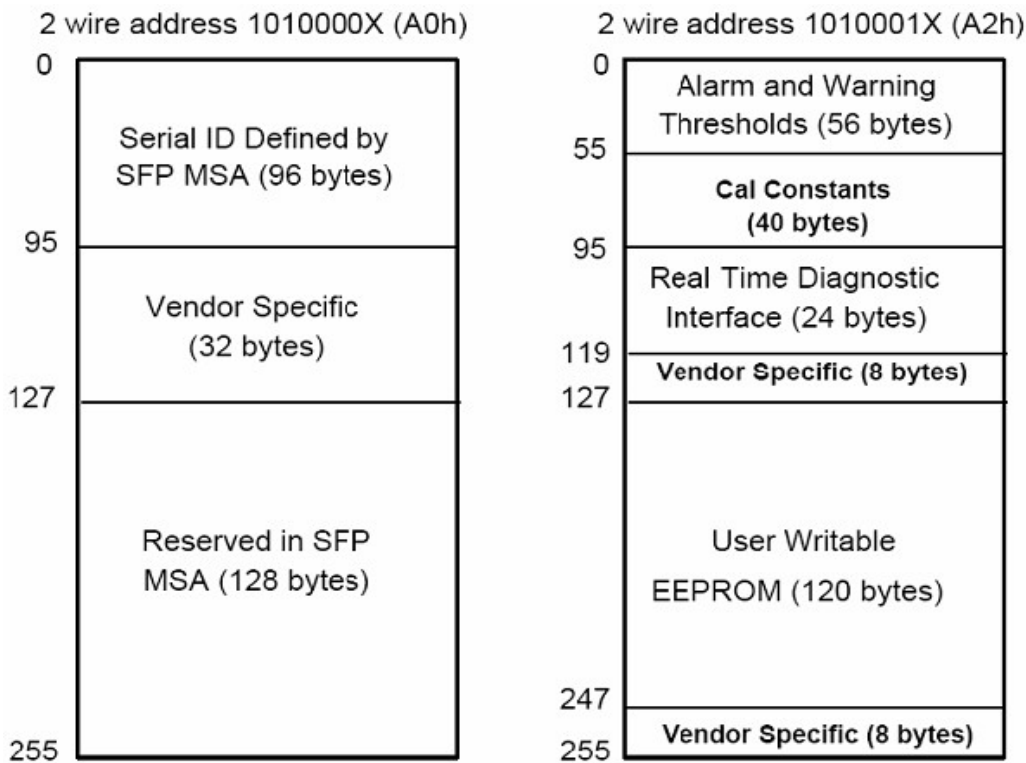 2 wire address 1010000X (A0h)
0
Serial ID Defined by
SFP MSA (96 bytes)
95
Vendor Specific
(32 bytes)
127
Reserved in SFP
MSA (128 bytes)
255
2 wire address 1010001X (A2h)
0
Alarm and Warning
Thresholds (56 bytes)
55
Cal Constants
(40 bytes)
95
Real Time Diagnostic
Interface (24 bytes)
119
Vendor Specific (8 bytes)
127
User Writable
EEPROM (120 bytes)
247
Vendor Specific (8 bytes)
255